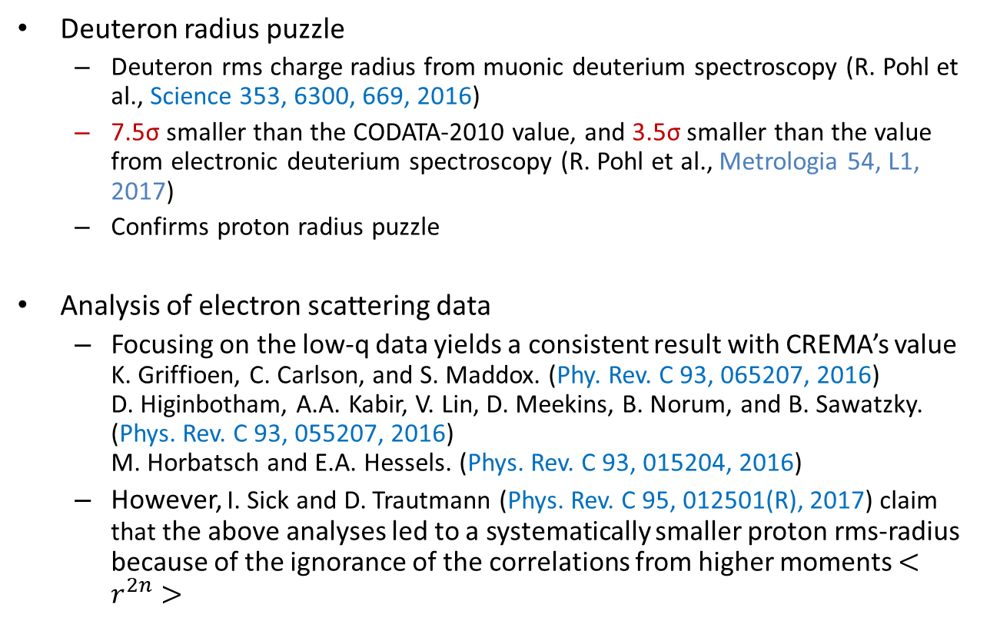 • Deuteron radius puzzle
– Deuteron rms charge radius from muonic deuterium spectroscopy (R. Pohl et
al., Science 353, 6300, 669, 2016)
– 7.5σ smaller than the CODATA-2010 value, and 3.5σ smaller than the value
from electronic deuterium spectroscopy (R. Pohl et al., Metrologia 54, L1,
2017)
– Confirms proton radius puzzle
• Analysis of electron scattering data
– Focusing on the low-q data yields a consistent result with CREMA’s value
K. Griffioen, C. Carlson, and S. Maddox. (Phy. Rev. C 93, 065207, 2016)
D. Higinbotham, A.A. Kabir, V. Lin, D. Meekins, B. Norum, and B. Sawatzky.
(Phys. Rev. C 93, 055207, 2016)
M. Horbatsch and E.A. Hessels. (Phys. Rev. C 93, 015204, 2016)
– However, I. Sick and D. Trautmann (Phys. Rev. C 95, 012501(R), 2017) claim
that the above analyses led to a systematically smaller proton rms-radius
because of the ignorance of the correlations from higher moments <
r²ⁿ >